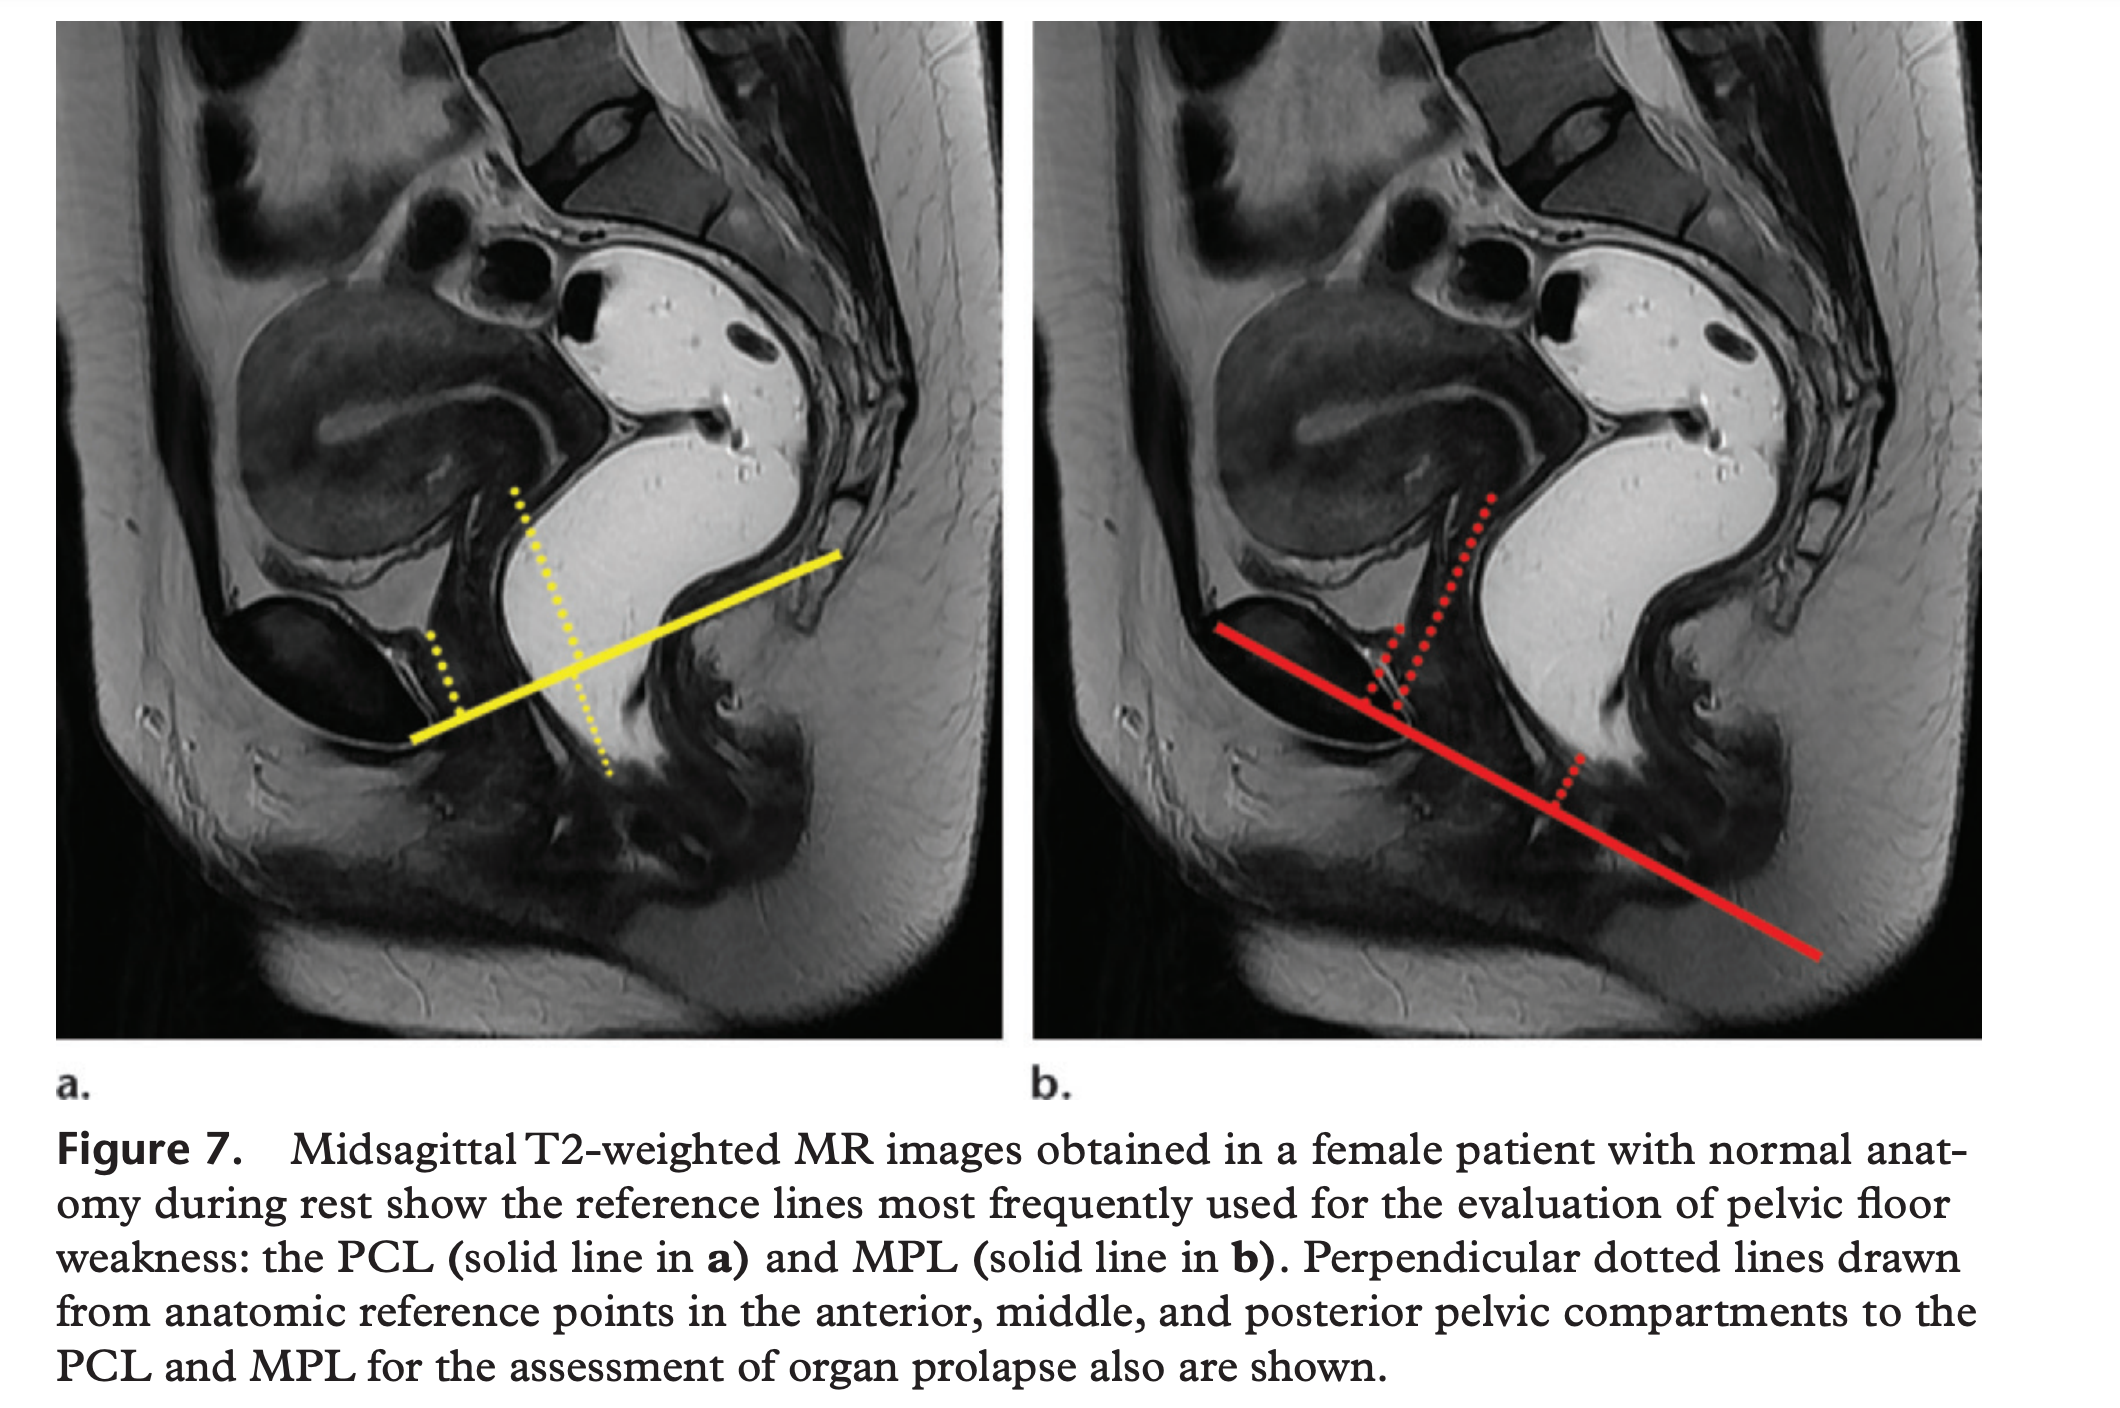 a.
b.
Figure 7. Midsagittal T2-weighted MR images obtained in a female patient with normal anat-
omy during rest show the reference lines most frequently used for the evaluation of pelvic floor
weakness: the PCL (solid line in a) and MPL (solid line in b). Perpendicular dotted lines drawn
from anatomic reference points in the anterior, middle, and posterior pelvic compartments to the
PCL and MPL for the assessment of organ prolapse also are shown.